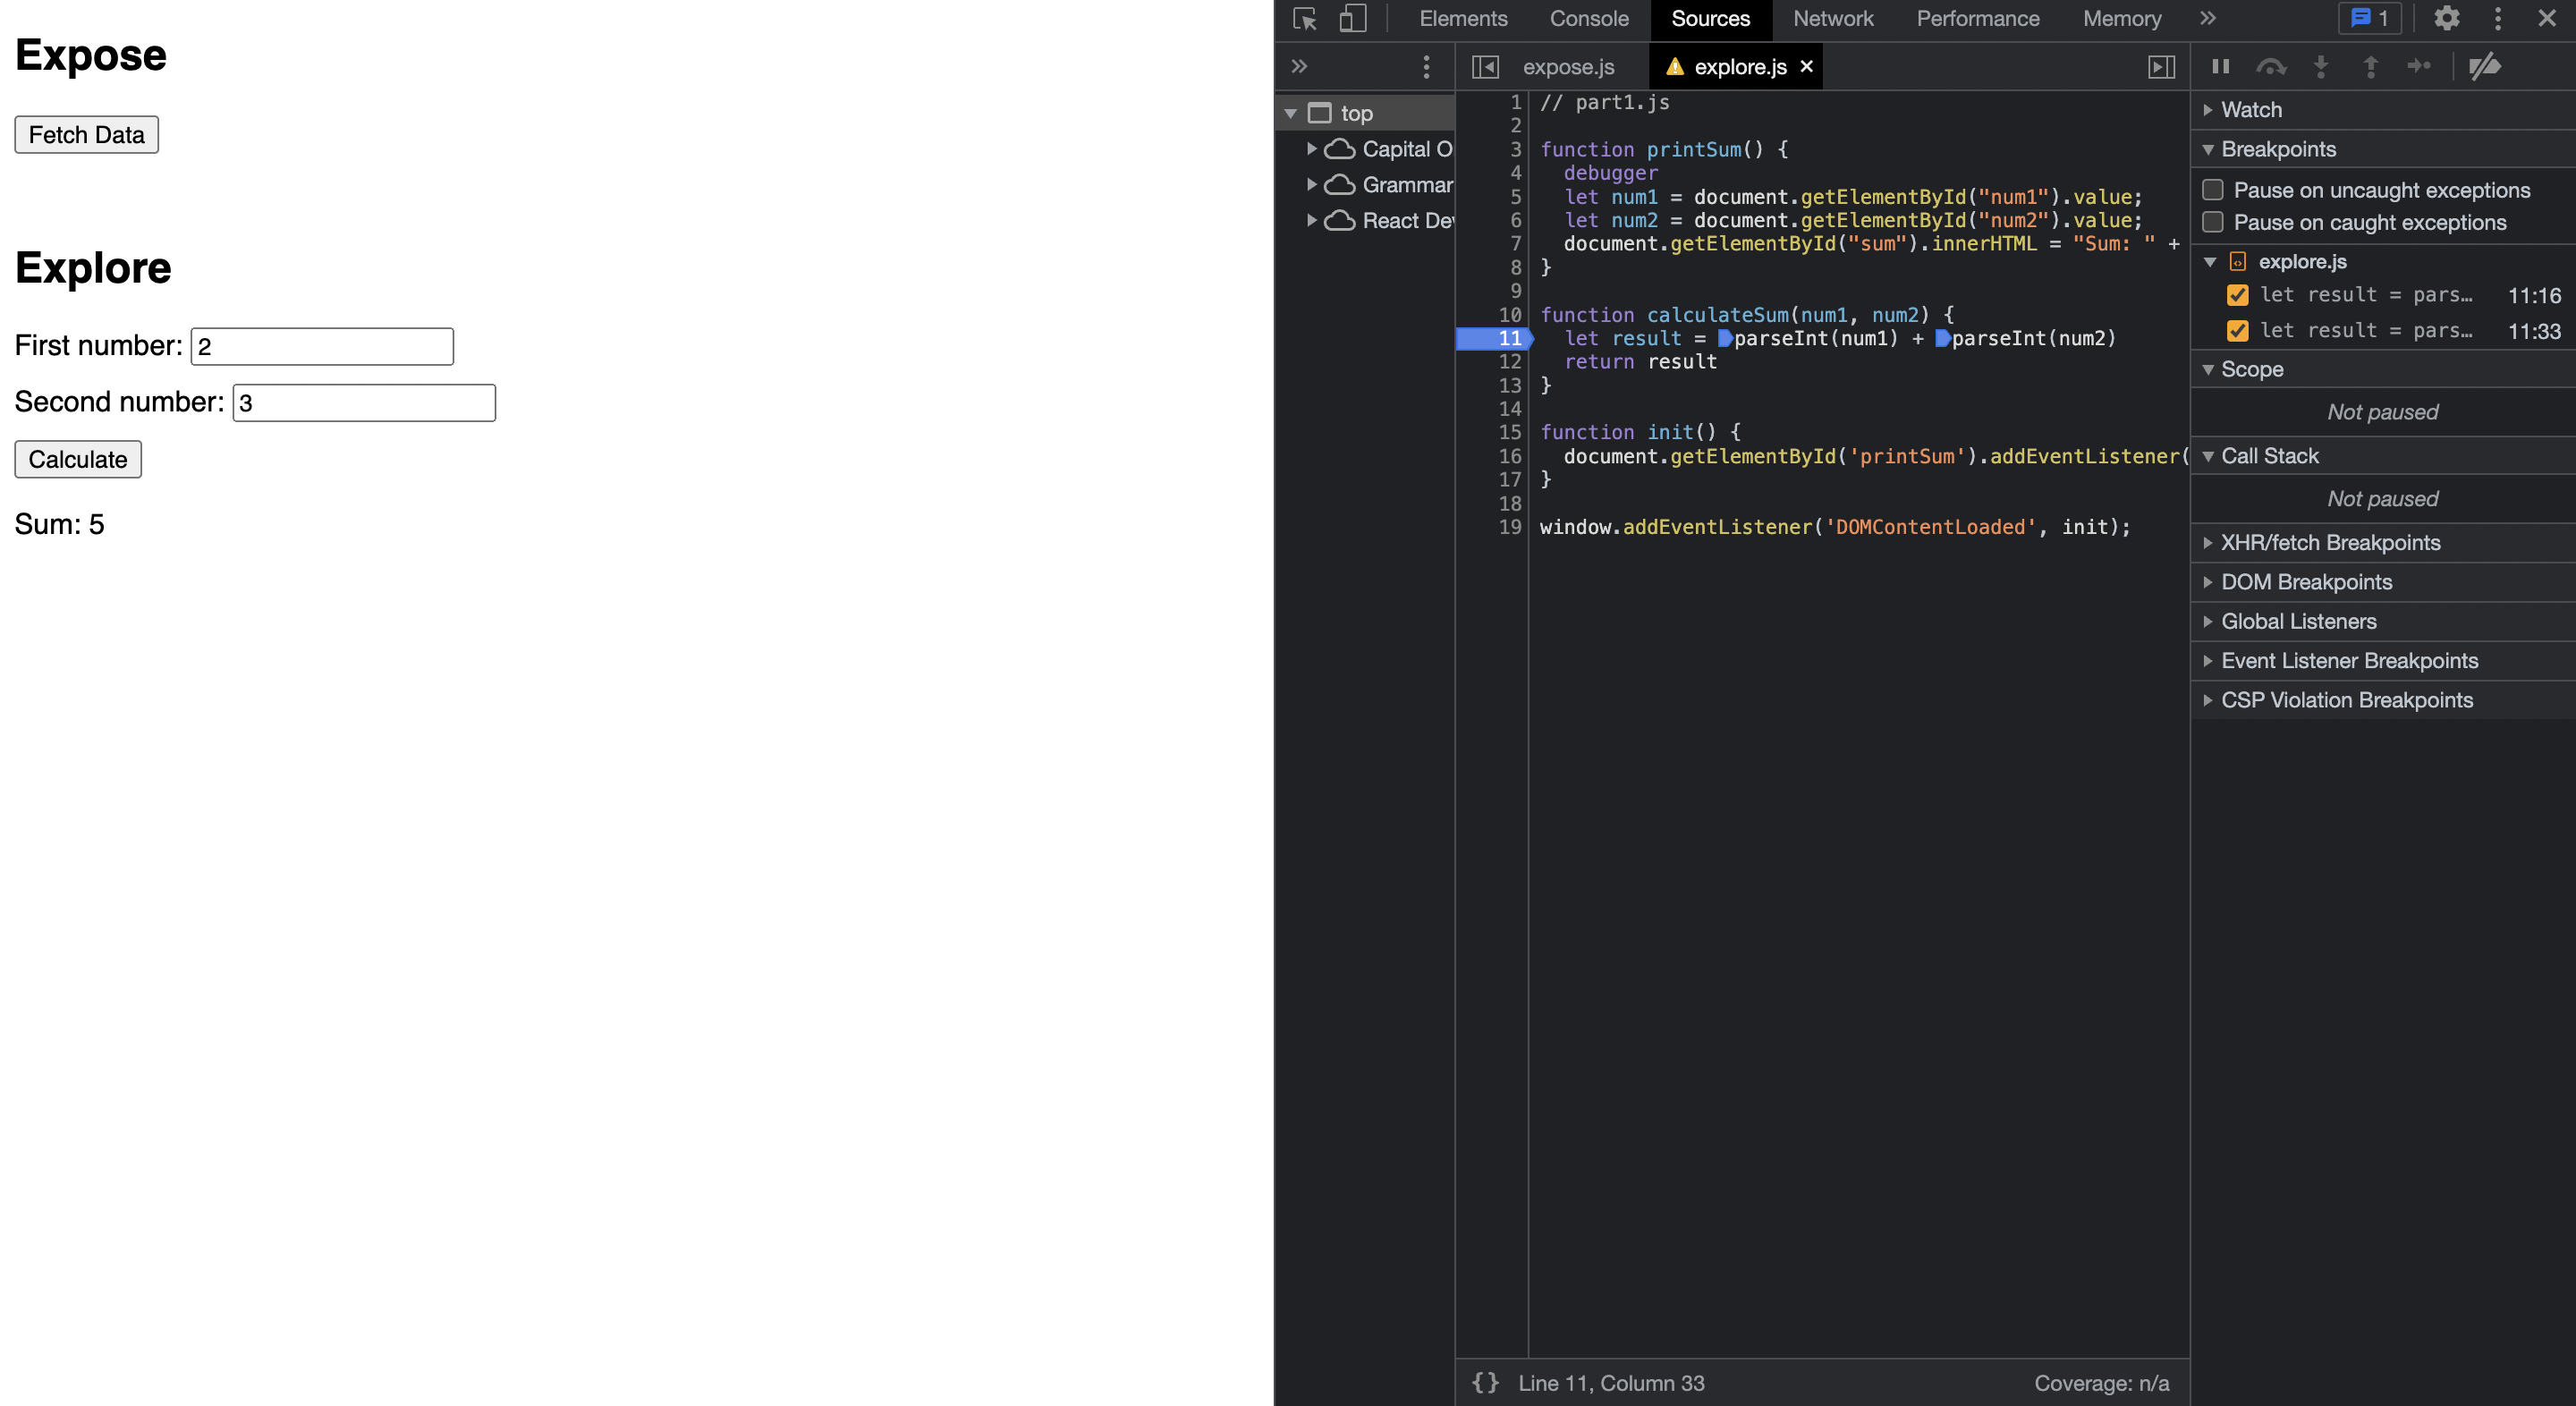 Expose
Fetch Data
Explore
First number: 2
Second number: 3
Calculate
Sum: 5
Elements Console Sources Network Performance Memory » 1
» expose.js explore.js ×
top
Capital O
Grammar
React De
1 // part1.js
2
3 function printSum() {
4 debugger
5 let num1 = document.getElementById("num1").value;
6 let num2 = document.getElementById("num2").value;
7 document.getElementById("sum").innerHTML = "Sum: " +
8 }
9
10 function calculateSum(num1, num2) {
11 let result = parseInt(num1) + parseInt(num2)
12 return result
13 }
14
15 function init() {
16 document.getElementById('printSum').addEventListener(
17 }
18
19 window.addEventListener('DOMContentLoaded', init);
{} Line 11, Column 33 Coverage: n/a
Watch
Breakpoints
Pause on uncaught exceptions
Pause on caught exceptions
explore.js
let result = pars… 11:16
let result = pars… 11:33
Scope
Not paused
Call Stack
Not paused
XHR/fetch Breakpoints
DOM Breakpoints
Global Listeners
Event Listener Breakpoints
CSP Violation Breakpoints